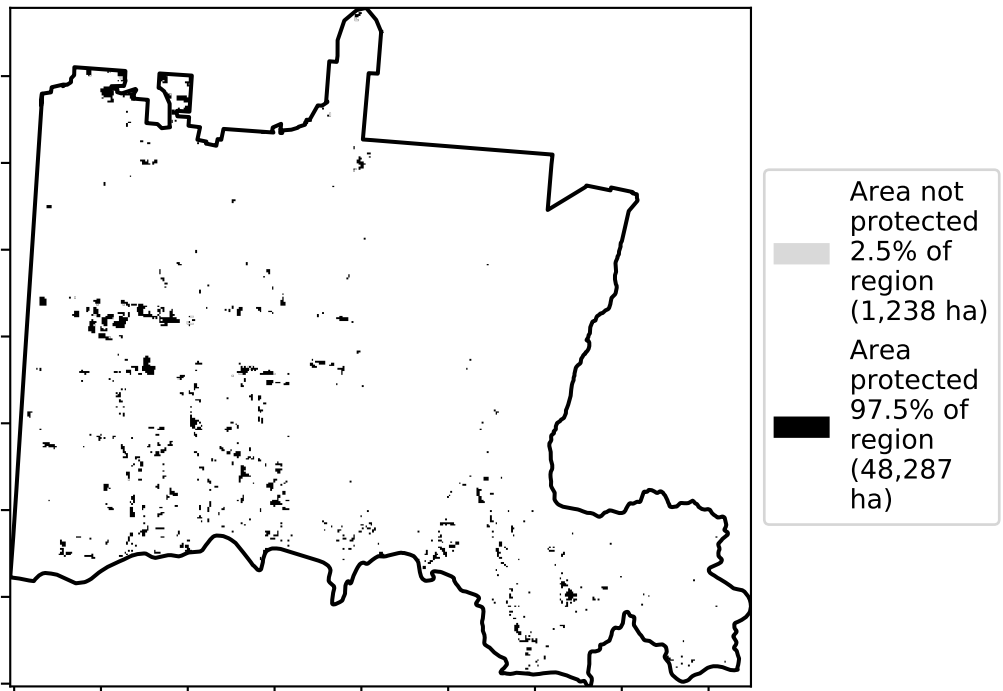 Area not
protected
2.5% of
region
(1,238 ha)
Area
protected
97.5% of
region
(48,287
ha)